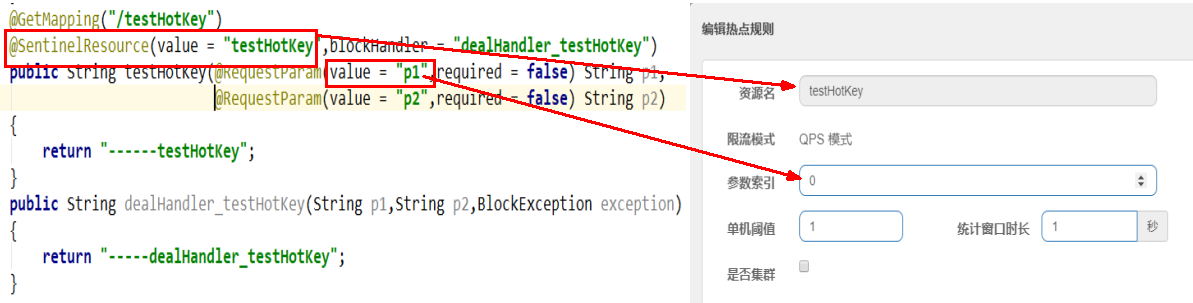 @GetMapping("/testHotKey")
@SentinelResource(value = "testHotKey",blockHandler = "dealHandler_testHotKey")
public String testHotKey(@RequestParam(value = "p1",required = false) String p1,
@RequestParam(value = "p2",required = false) String p2)
{
return "------testHotKey";
}
public String dealHandler_testHotKey(String p1,String p2,BlockException exception)
{
return "-----dealHandler_testHotKey";
}
编辑热点规则
资源名 testHotKey
限流模式 QPS 模式
参数索引 0
单机阈值 1 统计窗口时长 1 秒
是否集群